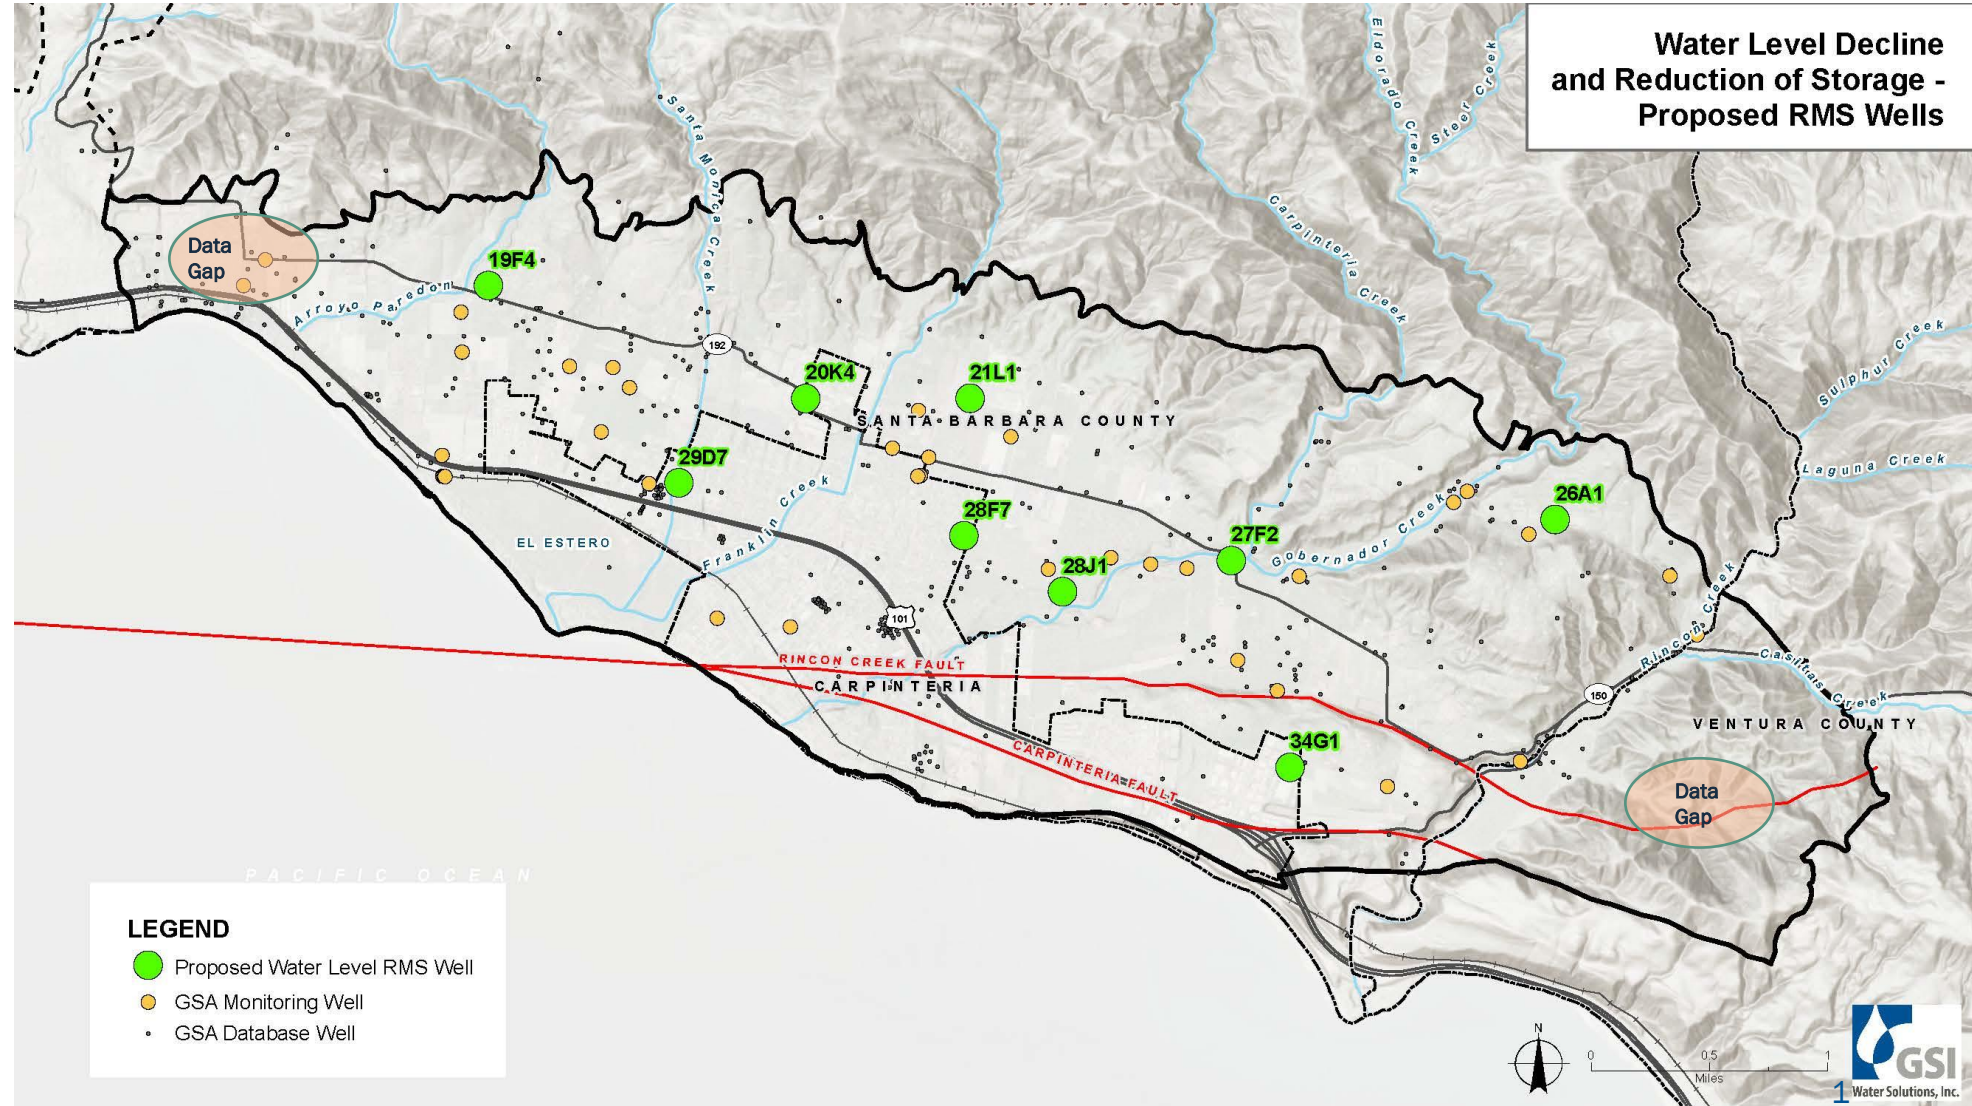 NATIONAL FOREST
Water Level Decline
and Reduction of Storage -
Proposed RMS Wells
Eldorado Creek
Steer Creek
Santa Monica Creek
Carpinteria Creek
Sulphur Creek
Laguna Creek
Data
Gap
19F4
Arroyo Paredon
192
20K4
21L1
SANTA BARBARA COUNTY
29D7
28F7
26A1
Franklin Creek
EL ESTERO
27F2
Gobernador Creek
28J1
101
Rincon Creek
RINCON CREEK FAULT
CARPINTERIA
Casitas Creek
150
VENTURA COUNTY
34G1
CARPINTERIA FAULT
Data
Gap
PACIFIC OCEAN
LEGEND
Proposed Water Level RMS Well
GSA Monitoring Well
GSA Database Well
N
0 0.5 1
Miles
1
GSI
Water Solutions, Inc.